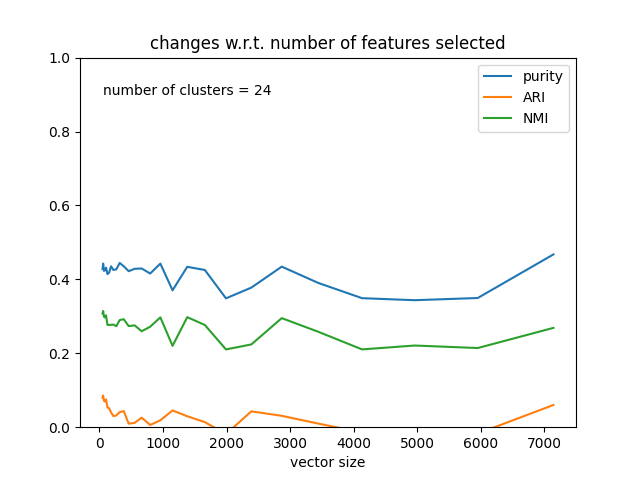 changes w.r.t. number of features selected
1.0
number of clusters = 24
purity
ARI
NMI
0.8
0.6
0.4
0.2
0.0
0 1000 2000 3000 4000 5000 6000 7000
vector size